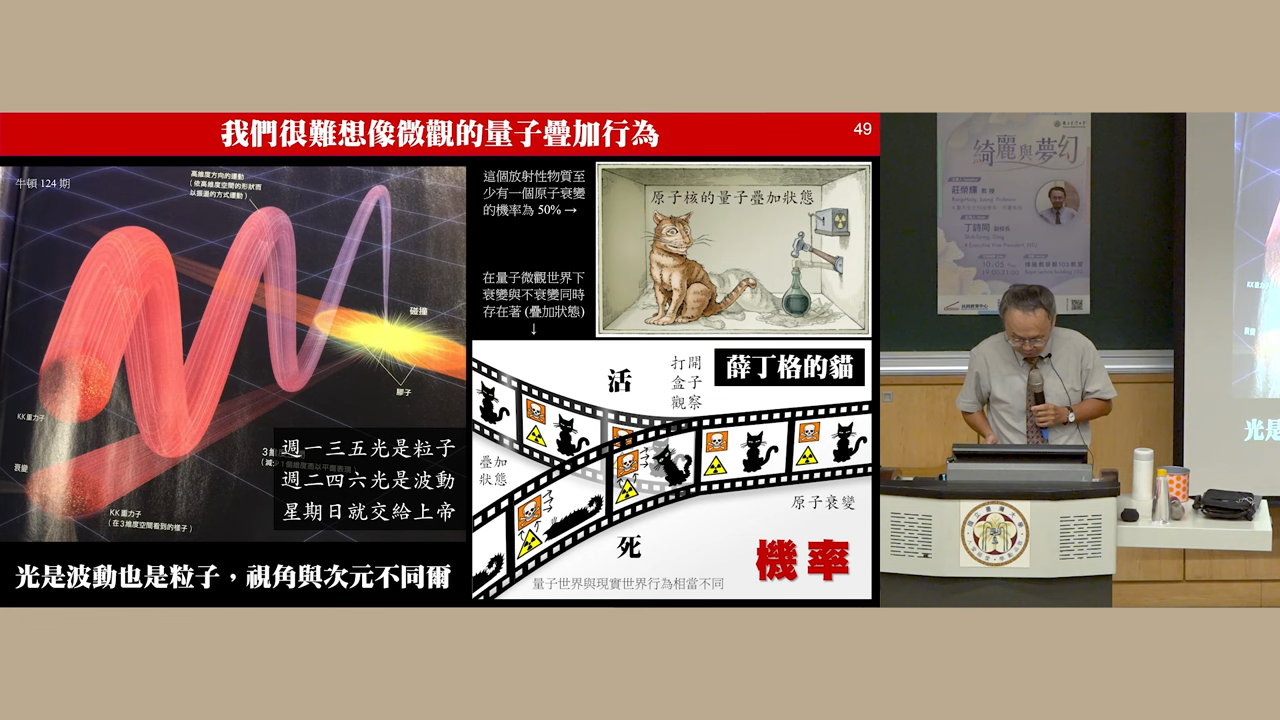 我們很難想像微觀的量子疊加行為
49
牛頓 124 期
高維度方向的運動
(依高維度空間的形狀而
以振盪的方式運動)
碰撞
膠子
KK重力子
衰變
KK重力子
(在3維度空間看到的樣子)
週一三五光是粒子
週二四六光是波動
星期日就交給上帝
光是波動也是粒子,視角與次元不同爾
這個放射性物質至
少有一個原子衰變
的機率為 50% →
在量子微觀世界下
衰變與不衰變同時
存在著 (疊加狀態)
↓
原子核的量子疊加狀態
薛丁格的貓
打開
盒子
觀察
活
疊加
狀態
死
原子衰變
機率
量子世界與現實世界行為相當不同
綺麗與夢幻
莊榮輝 教授
丁詩同